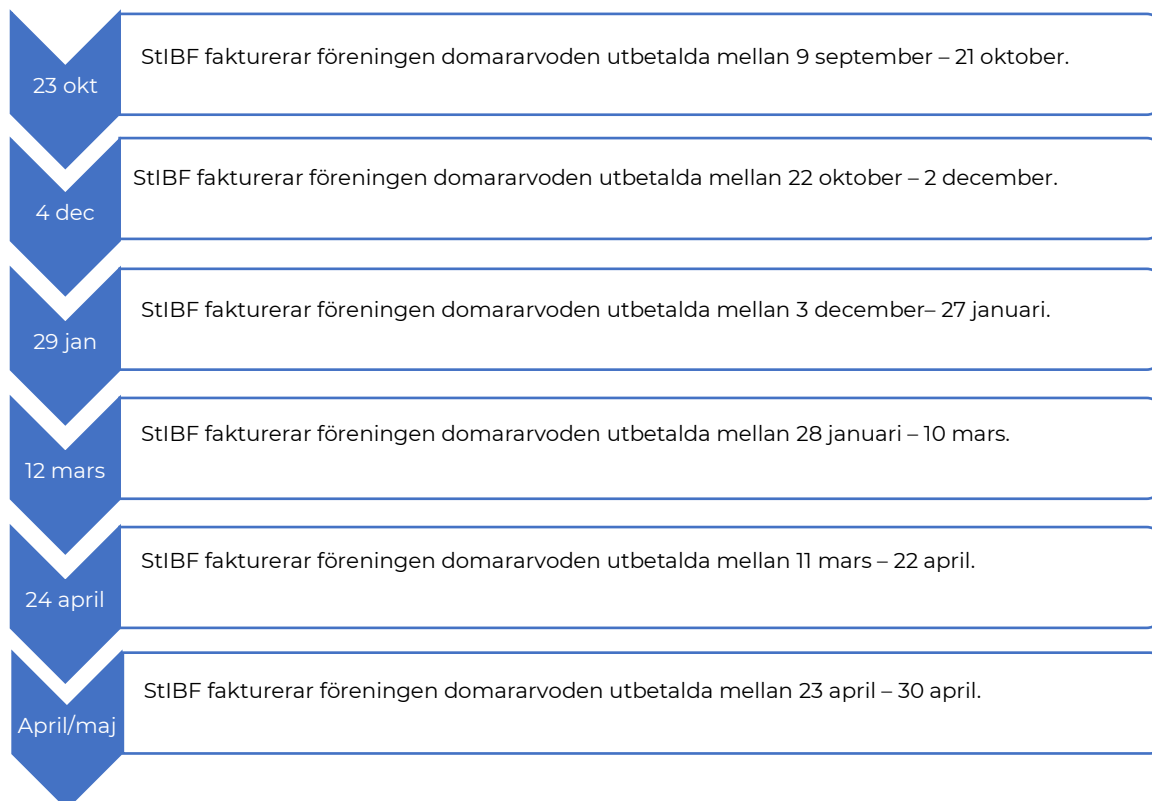 23 okt
StIBF fakturerar föreningen domararvoden utbetalda mellan 9 september – 21 oktober.
4 dec
StIBF fakturerar föreningen domararvoden utbetalda mellan 22 oktober – 2 december.
29 jan
StIBF fakturerar föreningen domararvoden utbetalda mellan 3 december– 27 januari.
12 mars
StIBF fakturerar föreningen domararvoden utbetalda mellan 28 januari – 10 mars.
24 april
StIBF fakturerar föreningen domararvoden utbetalda mellan 11 mars – 22 april.
April/maj
StIBF fakturerar föreningen domararvoden utbetalda mellan 23 april – 30 april.